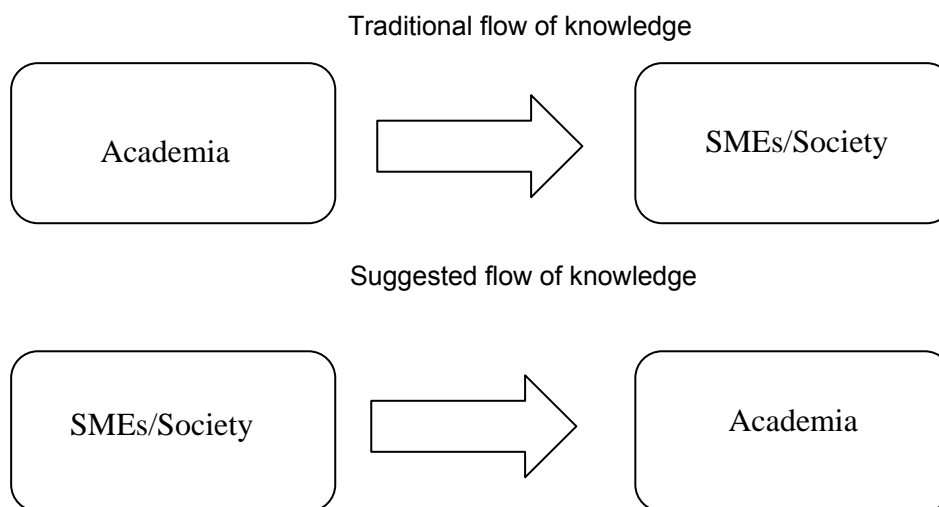 Traditional flow of knowledge
Academia
SMEs/Society
Suggested flow of knowledge
SMEs/Society
Academia